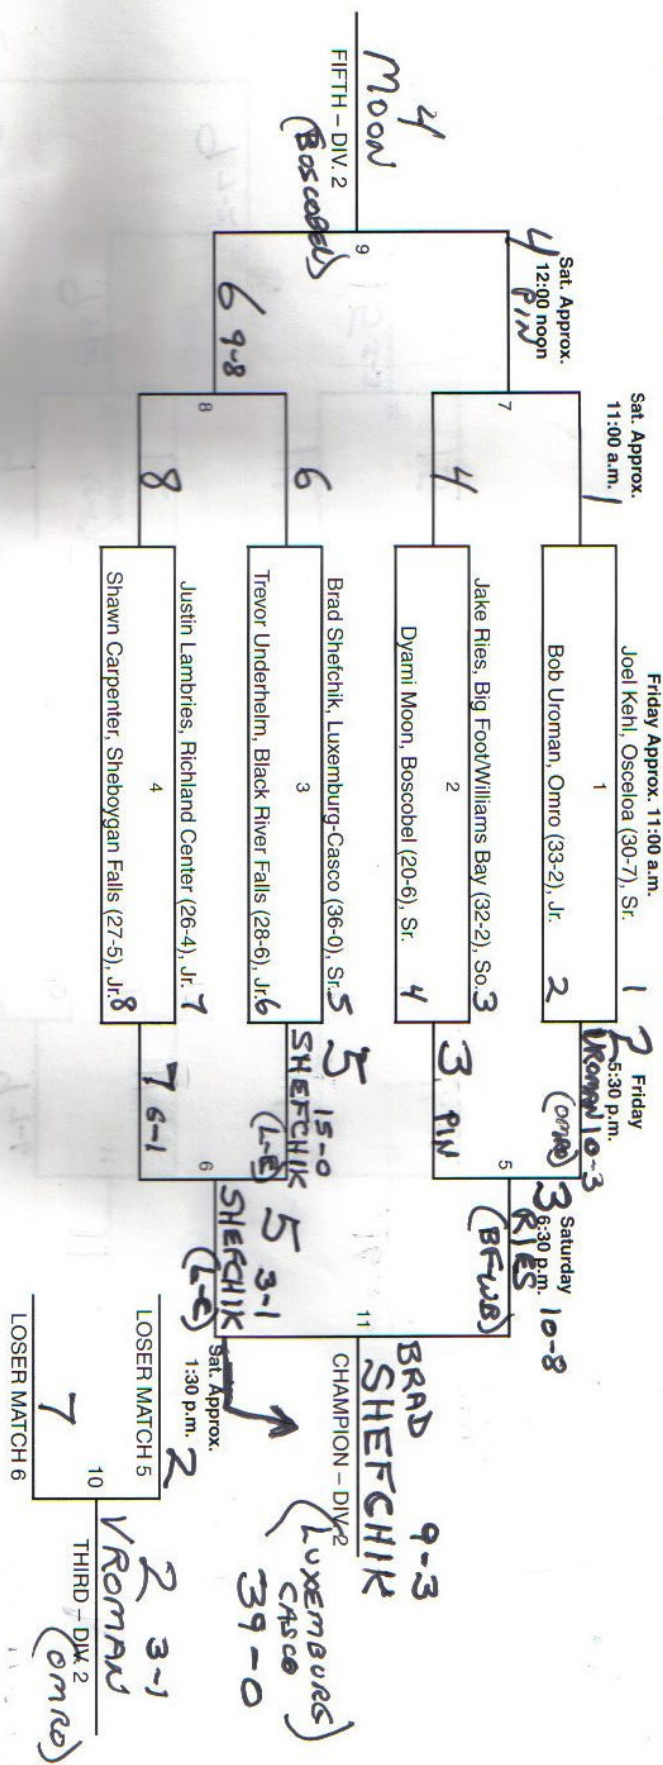 Friday Approx. 11:00 a.m.
Joel Kehl, Osceloa (30-7), Sr. 1
1
Bob Uroman, Omro (33-2), Jr. 2
Jake Ries, Big Foot/Williams Bay (32-2), So. 3
2
Dyami Moon, Boscobel (20-6), Sr. 4
Brad Shefchik, Luxemburg-Casco (36-0), Sr. 5
3
Trevor Underhelm, Black River Falls (28-6), Jr. 6
Justin Lambries, Richland Center (26-4), Jr. 7
4
Shawn Carpenter, Sheboygan Falls (27-5), Jr. 8
Friday
5:30 p.m.
2
VROMAN 10-3
(OMRO)
5
3 PIN
5 15-0
SHEFCHIK
(L-C)
6
7 6-1
Saturday
6:30 p.m.
3
RIES 10-8
(BF-WB)
11
5 3-1
SHEFCHIK
(L-C)
BRAD 9-3
SHEFCHIK
CHAMPION – DIV. 2
(LUXEMBURG
CASCO)
39-0
Sat. Approx.
1:30 p.m.
2
LOSER MATCH 5
10
7
LOSER MATCH 6
2 3-1
VROMAN
THIRD – DIV. 2
(OMRO)
Sat. Approx.
11:00 a.m.
1
7
4
6
8
8
Sat. Approx.
12:00 noon
4
PIN
9
6 9-8
4
MOON
FIFTH – DIV. 2
(BOSCOBEL)